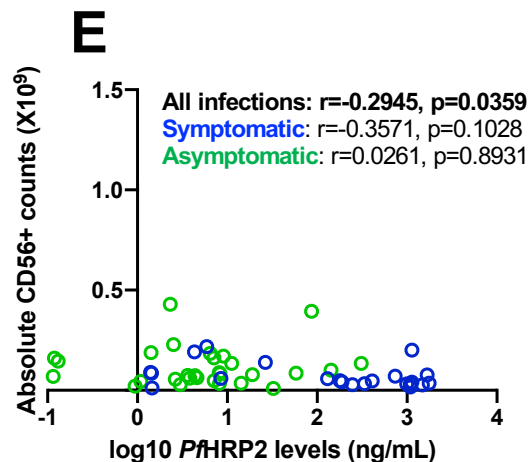 E
Absolute CD56+ counts (X10⁹)
1.5
1.0
0.5
All infections: r=-0.2945, p=0.0359
Symptomatic: r=-0.3571, p=0.1028
Asymptomatic: r=0.0261, p=0.8931
-1 0 1 2 3 4
log10 PfHRP2 levels (ng/mL)